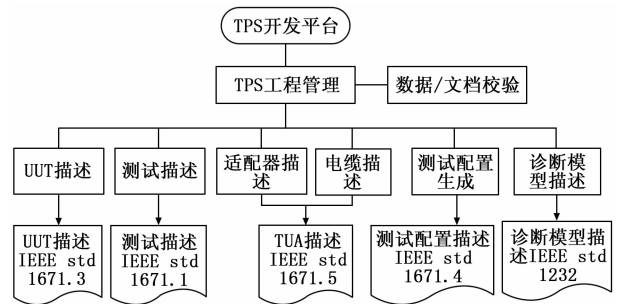 TPS开发平台
TPS工程管理
数据/文档校验
UUT描述
测试描述
适配器描
述
电缆描
述
测试配置
生成
诊断模
型描述
UUT描述
IEEE std
1671.3
测试描述
IEEE std
1671.1
TUA描述
IEEE std
1671.5
测试配置描述
IEEE std
1671.4
诊断模型描
述IEEE std
1232